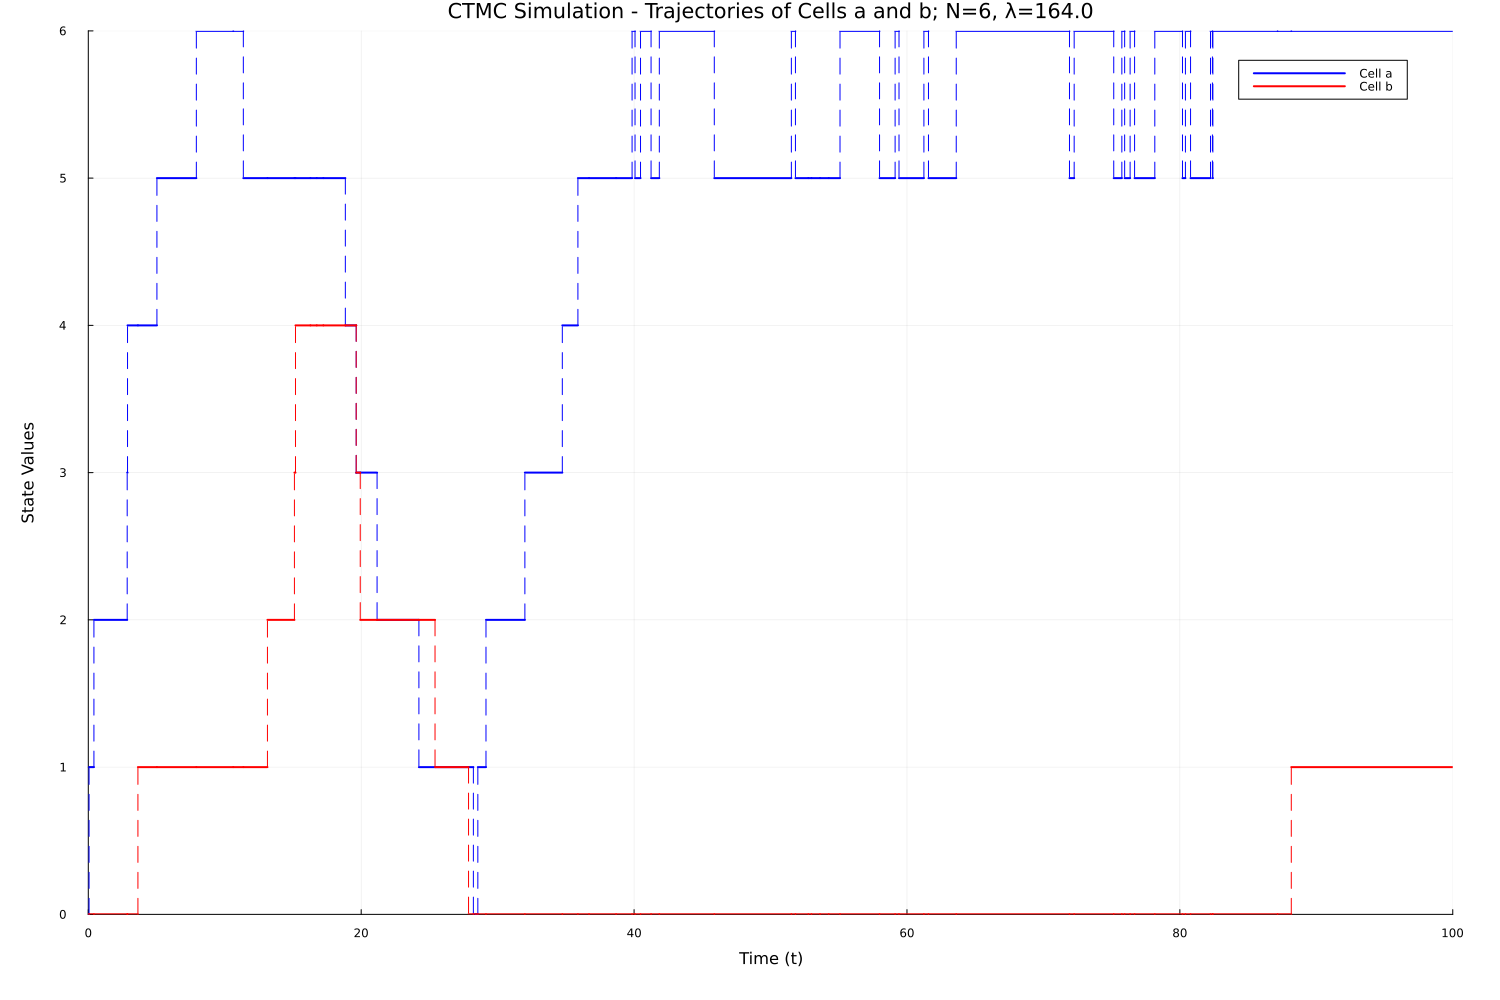 CTMC Simulation - Trajectories of Cells a and b; N=6, λ=164.0
6
Cell a
Cell b
5
4
3
2
1
0
State Values
0 20 40 60 80 100
Time (t)